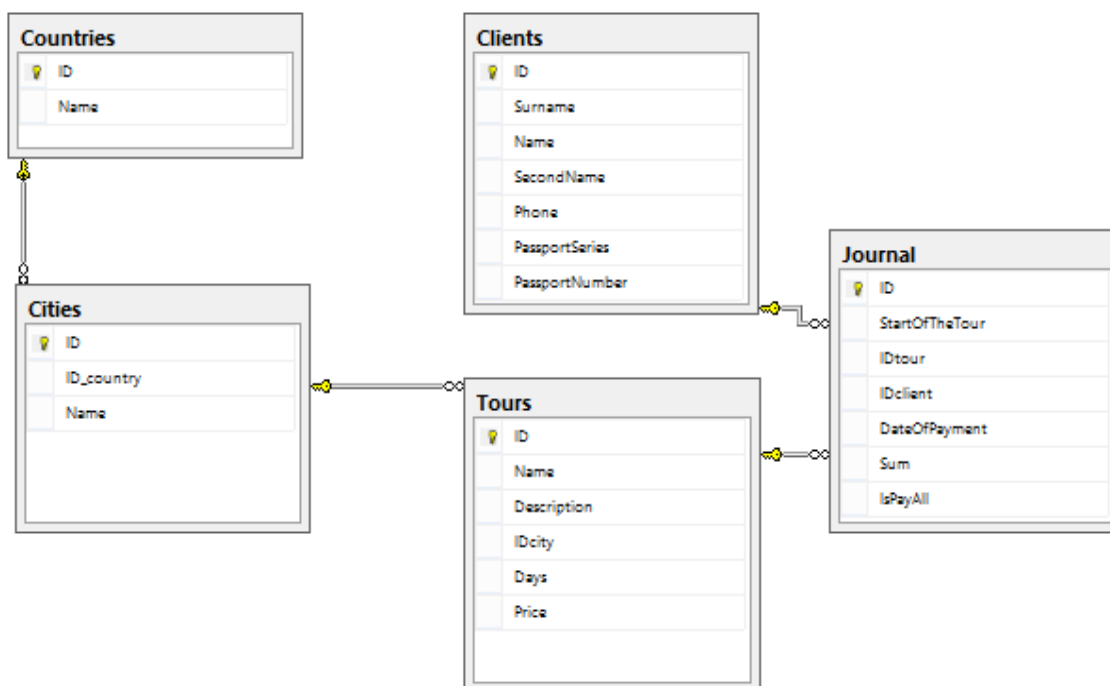 Countries
ID
Name
Clients
ID
Surname
Name
SecondName
Phone
PassportSeries
PassportNumber
Journal
ID
StartOfTheTour
IDtour
IDclient
DateOfPayment
Sum
IsPayAll
Cities
ID
ID_country
Name
Tours
ID
Name
Description
IDcity
Days
Price